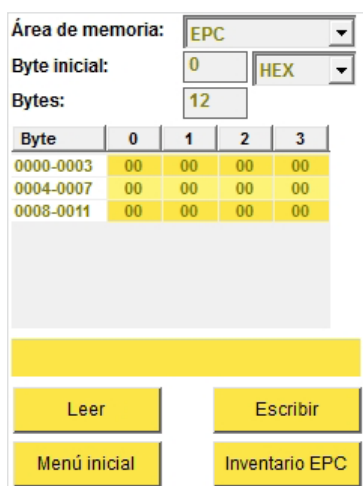 Área de memoria: EPC
Byte inicial: 0 HEX
Bytes: 12
Byte 0 1 2 3
0000-0003 00 00 00 00
0004-0007 00 00 00 00
0008-0011 00 00 00 00
Leer Escribir
Menú inicial Inventario EPC